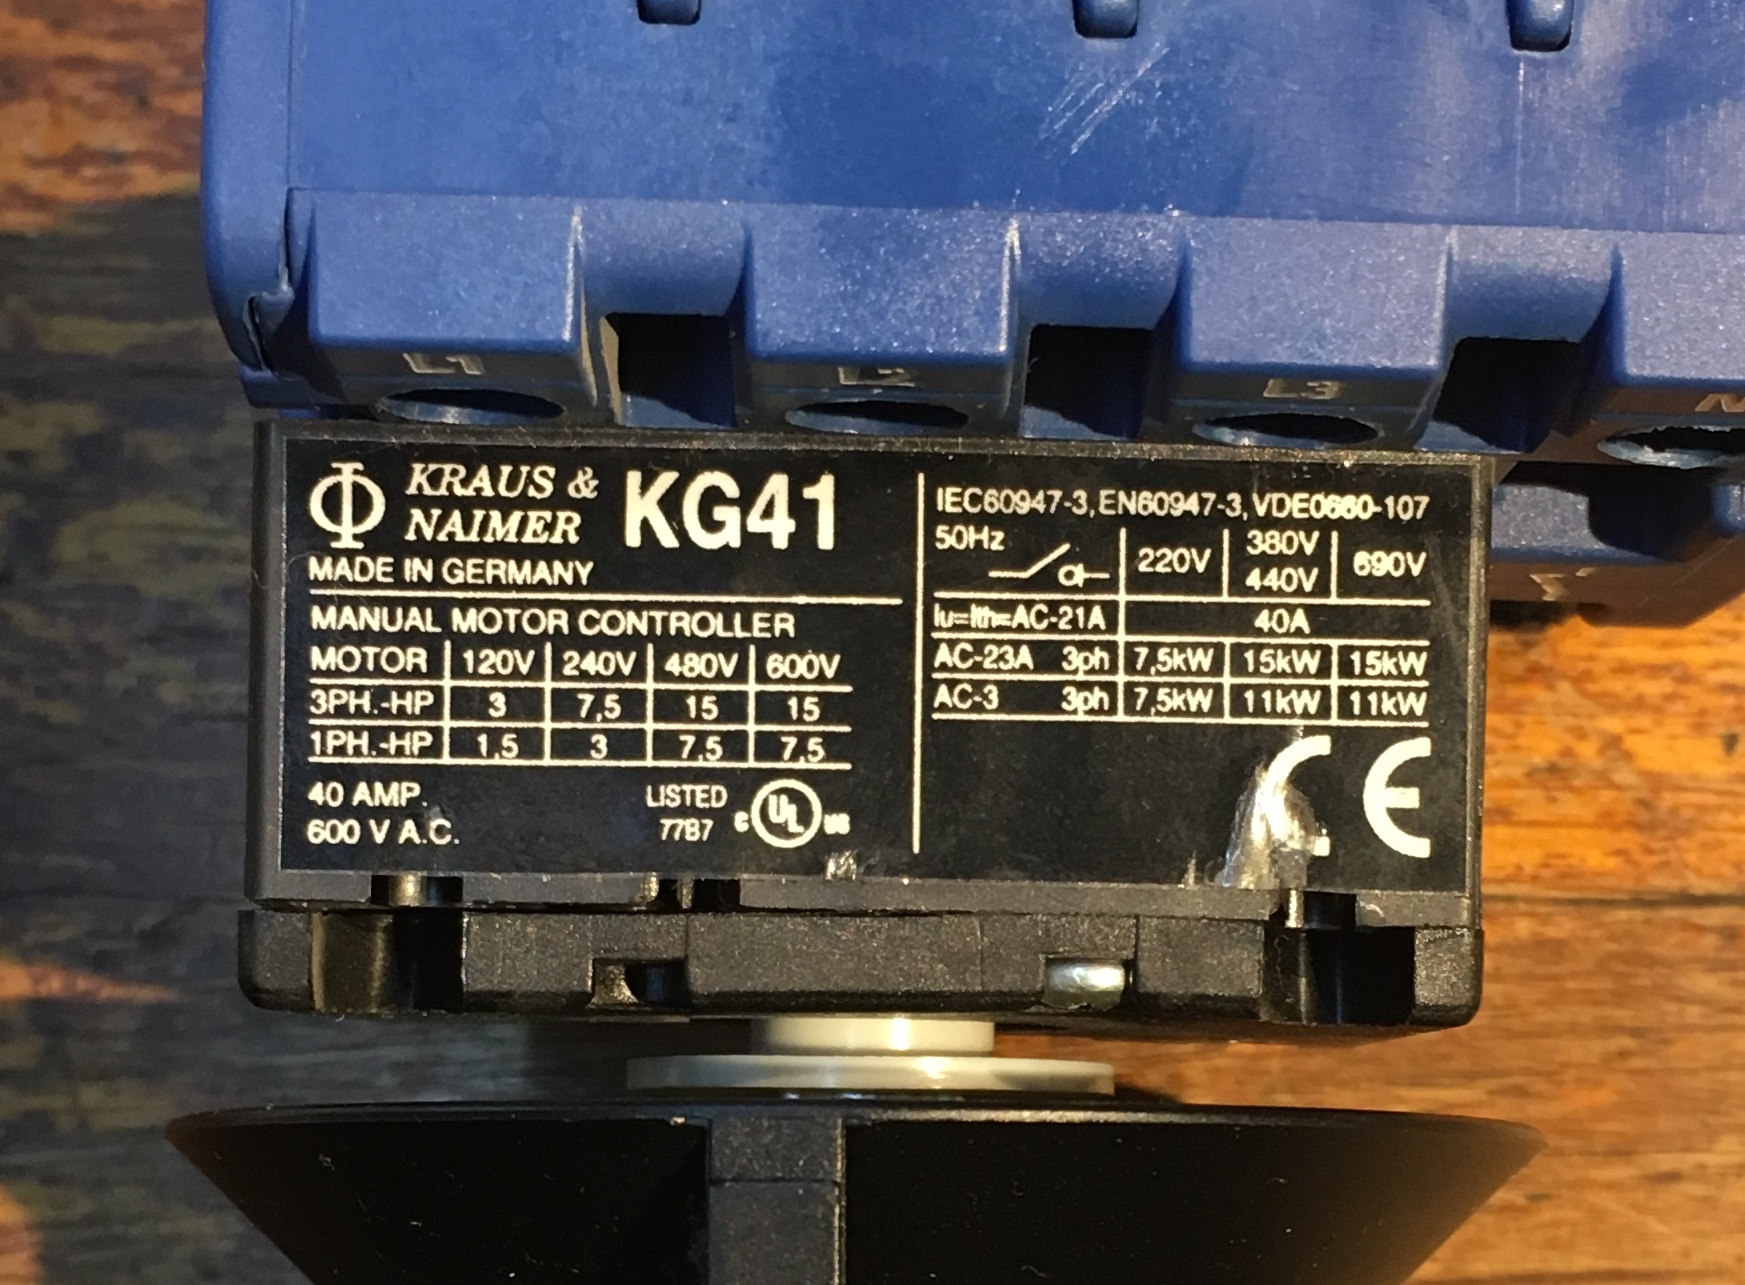 L1
L2
L3
N
KRAUS &
NAIMER
KG41
MADE IN GERMANY
MANUAL MOTOR CONTROLLER
MOTOR 120V 240V 480V 600V
3PH.-HP 3 7,5 15 15
1PH.-HP 1,5 3 7,5 7,5
40 AMP.
600 V A.C.
LISTED
77B7
c UL us
IEC60947-3, EN60947-3, VDE0660-107
50Hz 220V 380V 440V 690V
Iu=Ith=AC-21A 40A
AC-23A 3ph 7,5kW 15kW 15kW
AC-3 3ph 7,5kW 11kW 11kW
CE